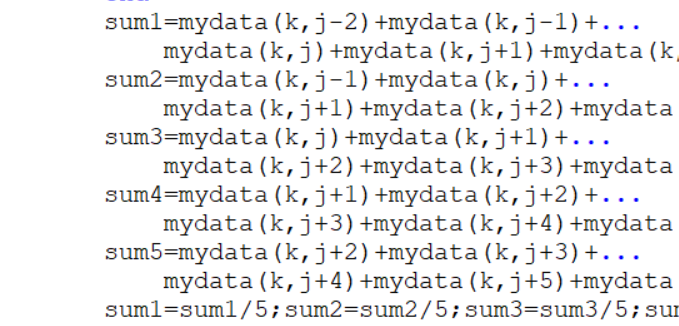 sum1=mydata(k,j-2)+mydata(k,j-1)+...
mydata(k,j)+mydata(k,j+1)+mydata(k,
sum2=mydata(k,j-1)+mydata(k,j)+...
mydata(k,j+1)+mydata(k,j+2)+mydata
sum3=mydata(k,j)+mydata(k,j+1)+...
mydata(k,j+2)+mydata(k,j+3)+mydata
sum4=mydata(k,j+1)+mydata(k,j+2)+...
mydata(k,j+3)+mydata(k,j+4)+mydata
sum5=mydata(k,j+2)+mydata(k,j+3)+...
mydata(k,j+4)+mydata(k,j+5)+mydata
sum1=sum1/5;sum2=sum2/5;sum3=sum3/5;